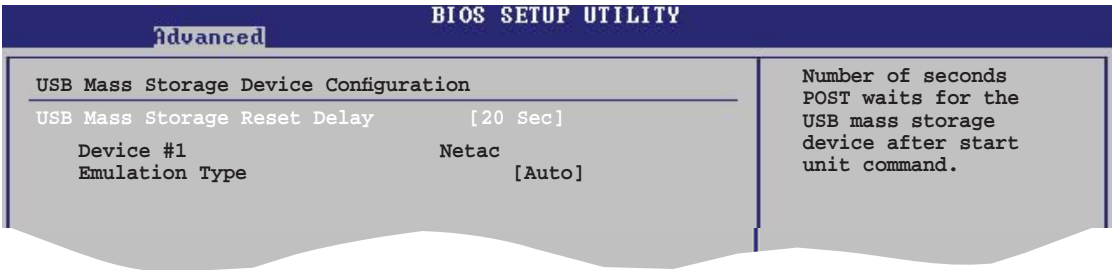 BIOS SETUP UTILITY
Advanced
USB Mass Storage Device Configuration
USB Mass Storage Reset Delay [20 Sec]
Device #1 Netac
Emulation Type [Auto]
Number of seconds
POST waits for the
USB mass storage
device after start
unit command.